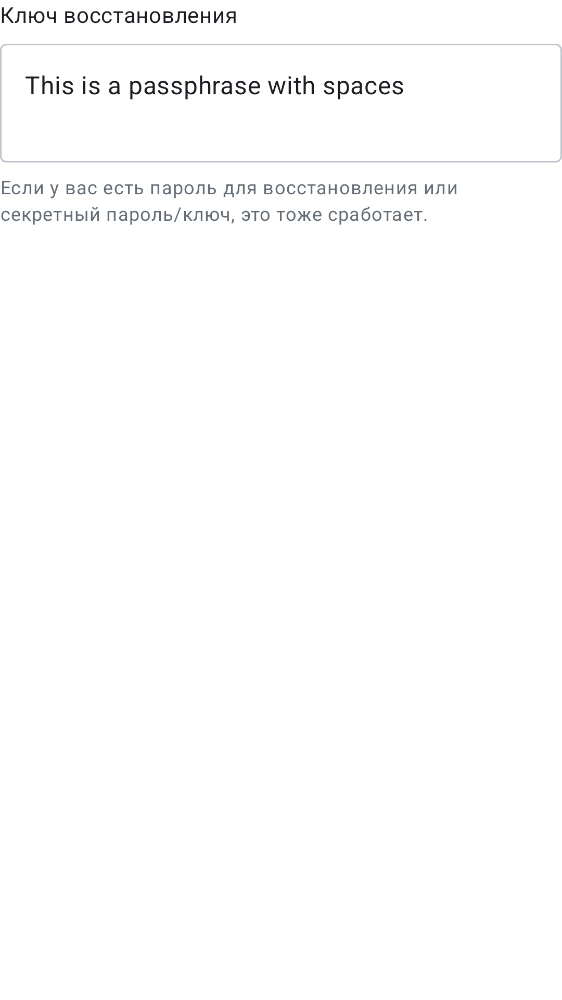 Ключ восстановления
This is a passphrase with spaces
Если у вас есть пароль для восстановления или
секретный пароль/ключ, это тоже сработает.